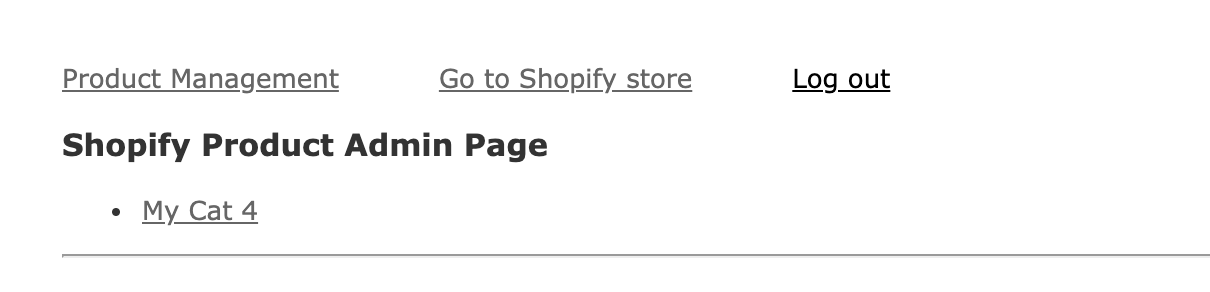 Product Management Go to Shopify store Log out
Shopify Product Admin Page
• My Cat 4